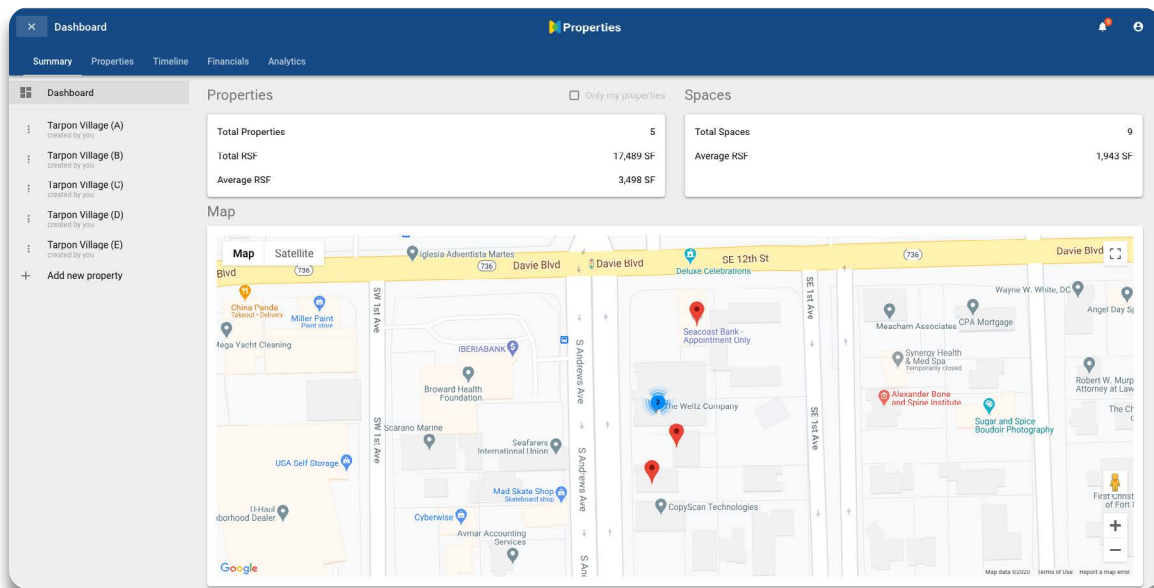 Dashboard
Properties
9
Summary
Properties
Timeline
Financials
Analytics
Dashboard
Tarpon Village (A)
created by you
Tarpon Village (B)
created by you
Tarpon Village (C)
created by you
Tarpon Village (D)
created by you
Tarpon Village (E)
created by you
Add new property
Properties
Only my properties
Total Properties 5
Total RSF 17,489 SF
Average RSF 3,498 SF
Spaces
Total Spaces 9
Average RSF 1,943 SF
Map
Map
Satellite
iglesia Adventista Martes
Blvd
736
736
Davie Blvd
Davie Blvd
SE 12th St
736
Davie Blvd
Deluxe Celebrations
China Panda
Takeout • Delivery
Miller Paint
Paint store
Mega Yacht Cleaning
SW 1st Ave
IBERIABANK
Broward Health
Foundation
S Andrews Ave
Seacoast Bank -
Appointment Only
SE 1st Ave
Wayne W. White, DC
Angel Day Sp
Meacham Associates
CPA Mortgage
Synergy Health
& Med Spa
Temporarily closed
Robert W. Murp
Attorney at Law
Alexander Bone
and Spine Institute
Sugar and Spice
Boudoir Photography
The Ch
2
The Weitz Company
SW 1st Ave
Scarano Marine
Seafarers
International Union
SE 1st Ave
USA Self Storage
S Andrews Ave
Mad Skate Shop
Skateboard shop
U-Haul
borhood Dealer
Cyberwise
CopyScan Technologies
Avmar Accounting
Services
First Christ
of Fort
S An
Google
Map data ©2020
Terms of Use
Report a map error